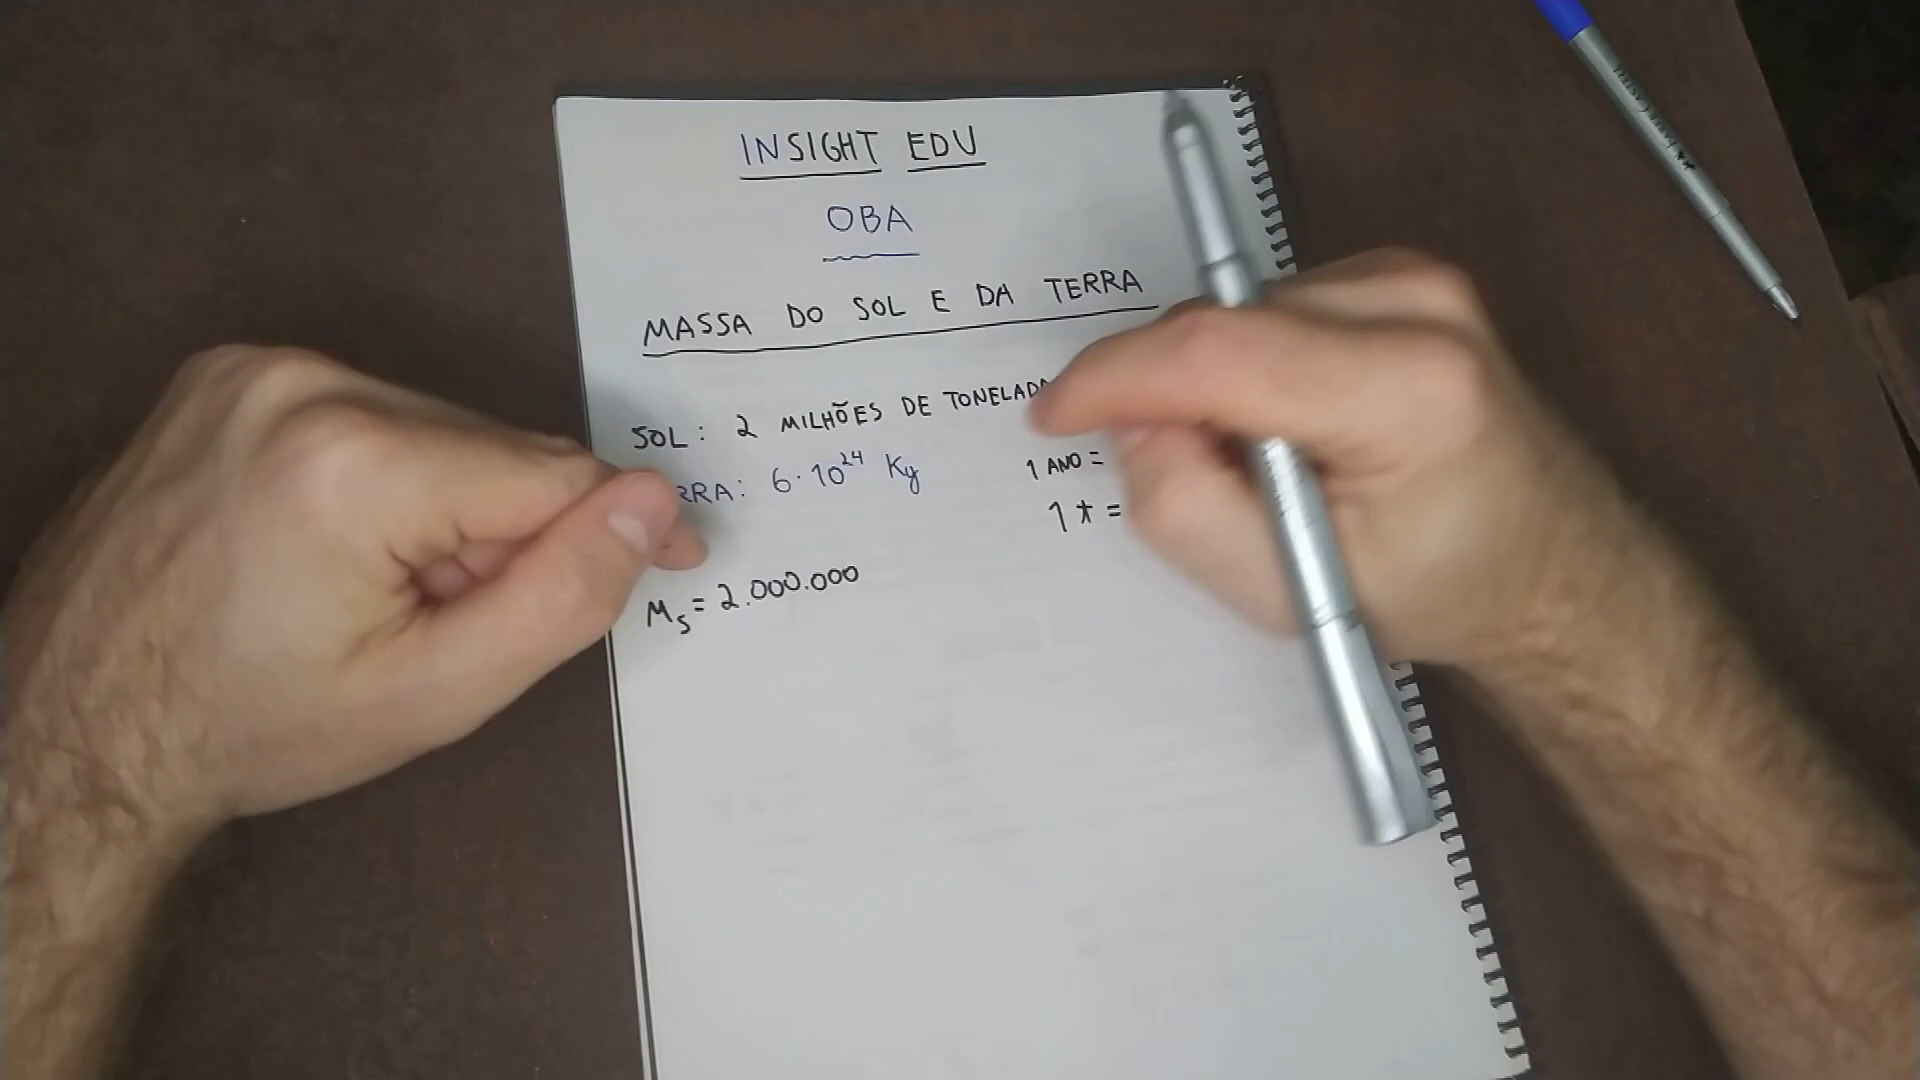 INSIGHT EDU
OBA
MASSA DO SOL E DA TERRA
SOL: 2 MILHÕES DE TONELADA
RRA: 6·10²⁴ Kg
1 ANO =
1 t =
Ms = 2.000.000